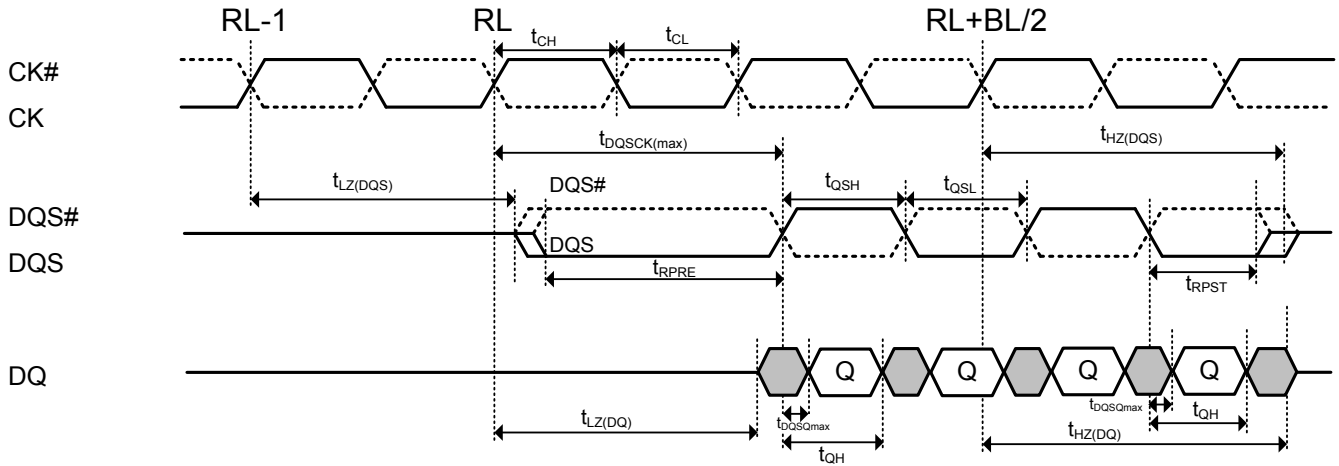 RL-1 RL RL+BL/2
tCH tCL
CK#
CK
tDQSCK(max) tHZ(DQS)
tLZ(DQS) DQS# tQSH tQSL
DQS#
DQS
DQS
tRPRE tRPST
DQ Q Q Q Q
tLZ(DQ) tDQSQmax tQH tHZ(DQ) tDQSQmax tQH